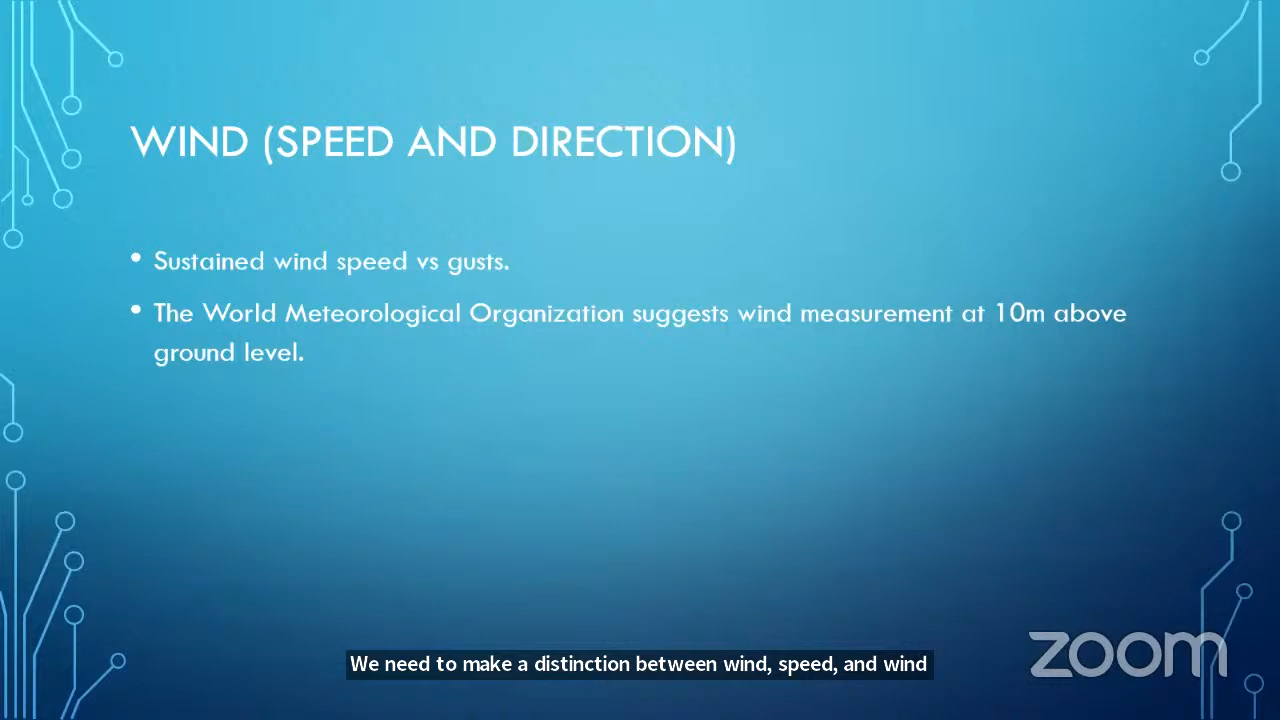 WIND (SPEED AND DIRECTION)
• Sustained wind speed vs gusts.
• The World Meteorological Organization suggests wind measurement at 10m above
ground level.
We need to make a distinction between wind, speed, and wind
zoom